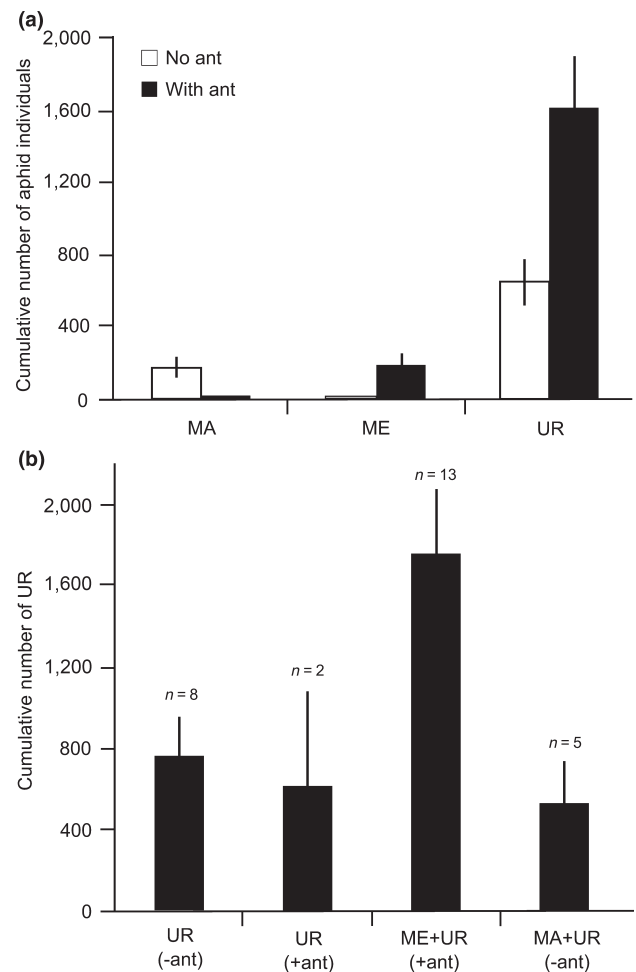 (a)
2,000
1,600
1,200
800
400
0
Cumulative number of aphid individuals
No ant
With ant
MA ME UR
(b)
2,000
1,600
1,200
800
400
0
Cumulative number of UR
n = 8
n = 2
n = 13
n = 5
UR UR ME+UR MA+UR
(-ant) (+ant) (+ant) (-ant)